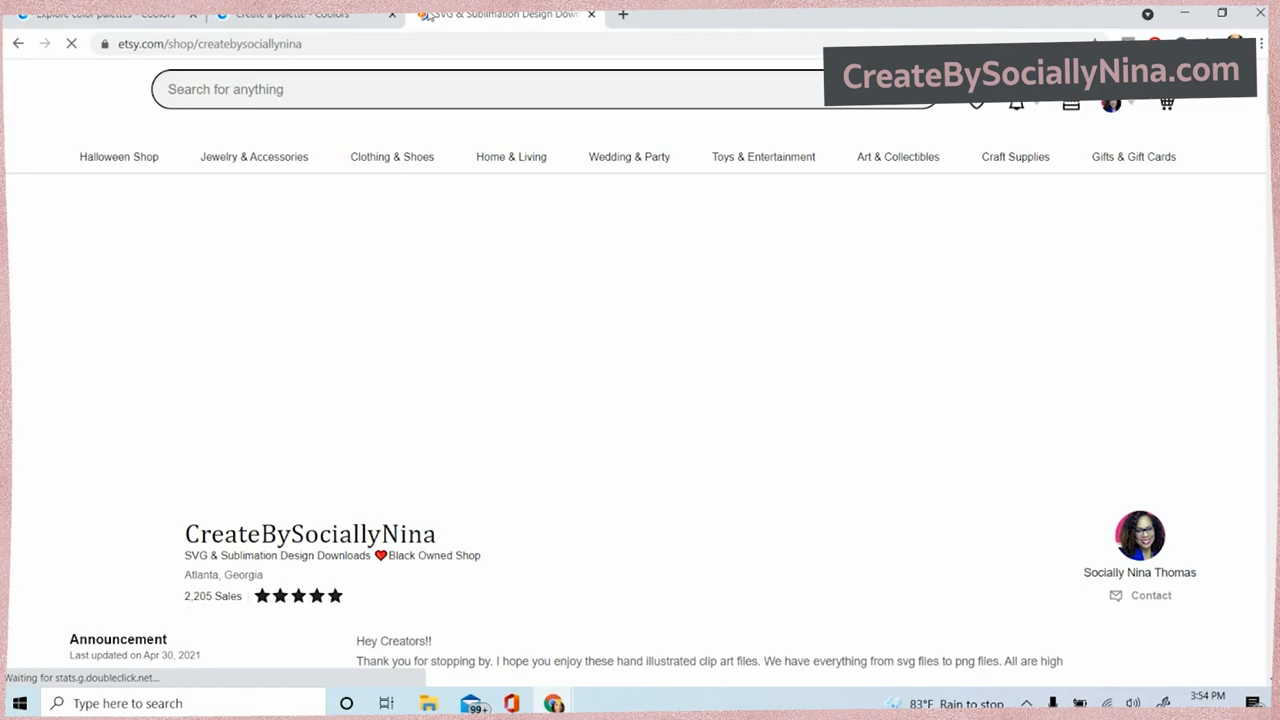 Explore color palettes - Coolors
Create a palette - Coolors
SVG & Sublimation Design Down
etsy.com/shop/createbysociallynina
CreateBySociallyNina.com
Search for anything
Halloween Shop
Jewelry & Accessories
Clothing & Shoes
Home & Living
Wedding & Party
Toys & Entertainment
Art & Collectibles
Craft Supplies
Gifts & Gift Cards
CreateBySociallyNina
SVG & Sublimation Design Downloads ❤Black Owned Shop
Atlanta, Georgia
2,205 Sales
Socially Nina Thomas
Contact
Announcement
Last updated on Apr 30, 2021
Hey Creators!!
Thank you for stopping by. I hope you enjoy these hand illustrated clip art files. We have everything from svg files to png files. All are high
Waiting for stats.g.doubleclick.net...
Type here to search
99+
83°F Rain to stop
3:54 PM